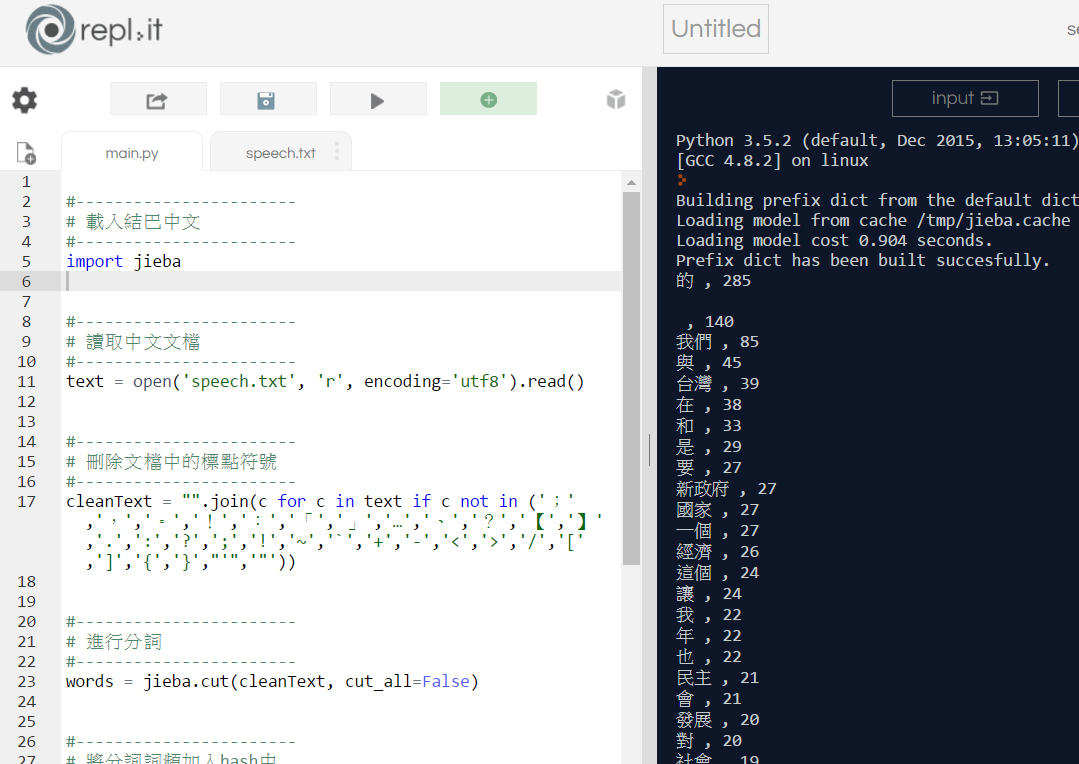 repl.it
Untitled
input
main.py
speech.txt
1
2 #-----------------------
3 # 載入結巴中文
4 #-----------------------
5 import jieba
6
7
8 #-----------------------
9 # 讀取中文文檔
10 #-----------------------
11 text = open('speech.txt', 'r', encoding='utf8').read()
12
13
14 #-----------------------
15 # 刪除文檔中的標點符號
16 #-----------------------
17 cleanText = "".join(c for c in text if c not in ('；'
,'，','。','！','：','「','」','…','、','？','【','】'
,'.',':','?',';','!','~','`','+','-','<','>','/','['
,']','{','}',"'",'"'))
18
19
20 #-----------------------
21 # 進行分詞
22 #-----------------------
23 words = jieba.cut(cleanText, cut_all=False)
24
25
26 #-----------------------
27 # 將分詞詞頻加入hash中
Python 3.5.2 (default, Dec 2015, 13:05:11)
[GCC 4.8.2] on linux
Building prefix dict from the default dict
Loading model from cache /tmp/jieba.cache
Loading model cost 0.904 seconds.
Prefix dict has been built succesfully.
的 , 285
, 140
我們 , 85
與 , 45
台灣 , 39
在 , 38
和 , 33
是 , 29
要 , 27
新政府 , 27
國家 , 27
一個 , 27
經濟 , 26
這個 , 24
讓 , 24
我 , 22
年 , 22
也 , 22
民主 , 21
會 , 21
發展 , 20
對 , 20
社會 , 19